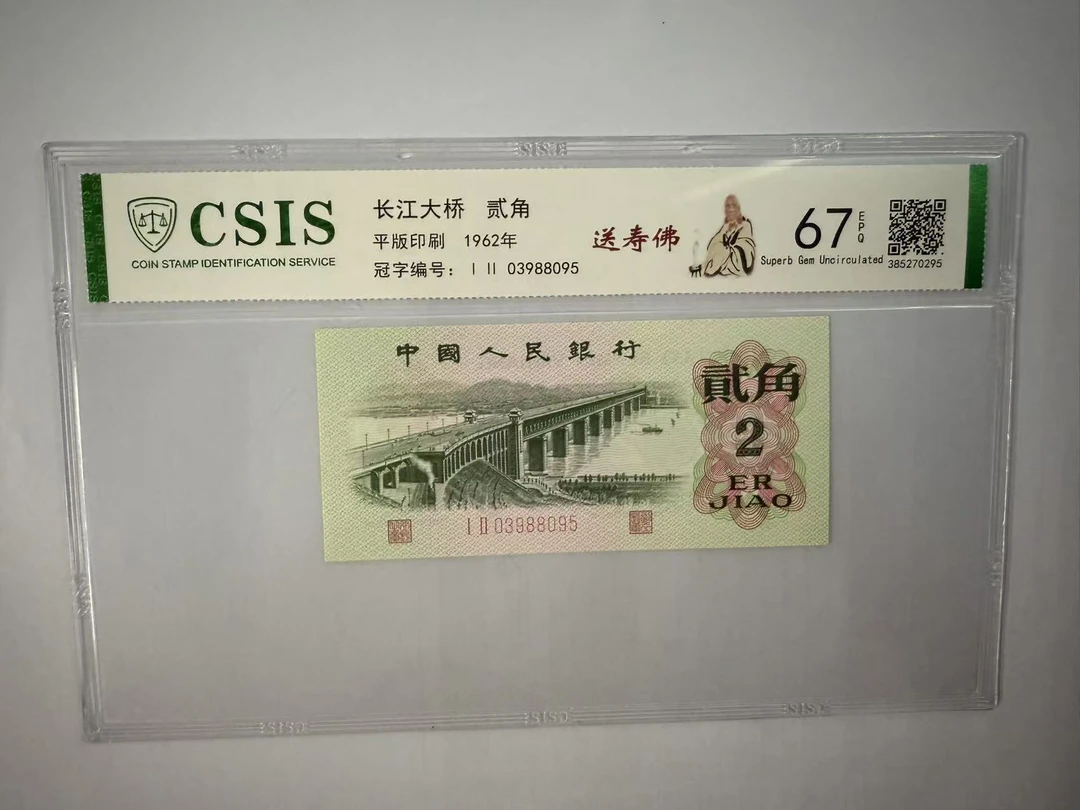 CSIS
COIN STAMP IDENTIFICATION SERVICE
长江大桥 贰角
平版印刷 1962年
冠字编号： Ⅰ Ⅱ 03988095
送寿佛
67 EPQ
Superb Gem Uncirculated
385270295
中國人民銀行
貳角
2
ER
JIAO
Ⅰ Ⅱ 03988095